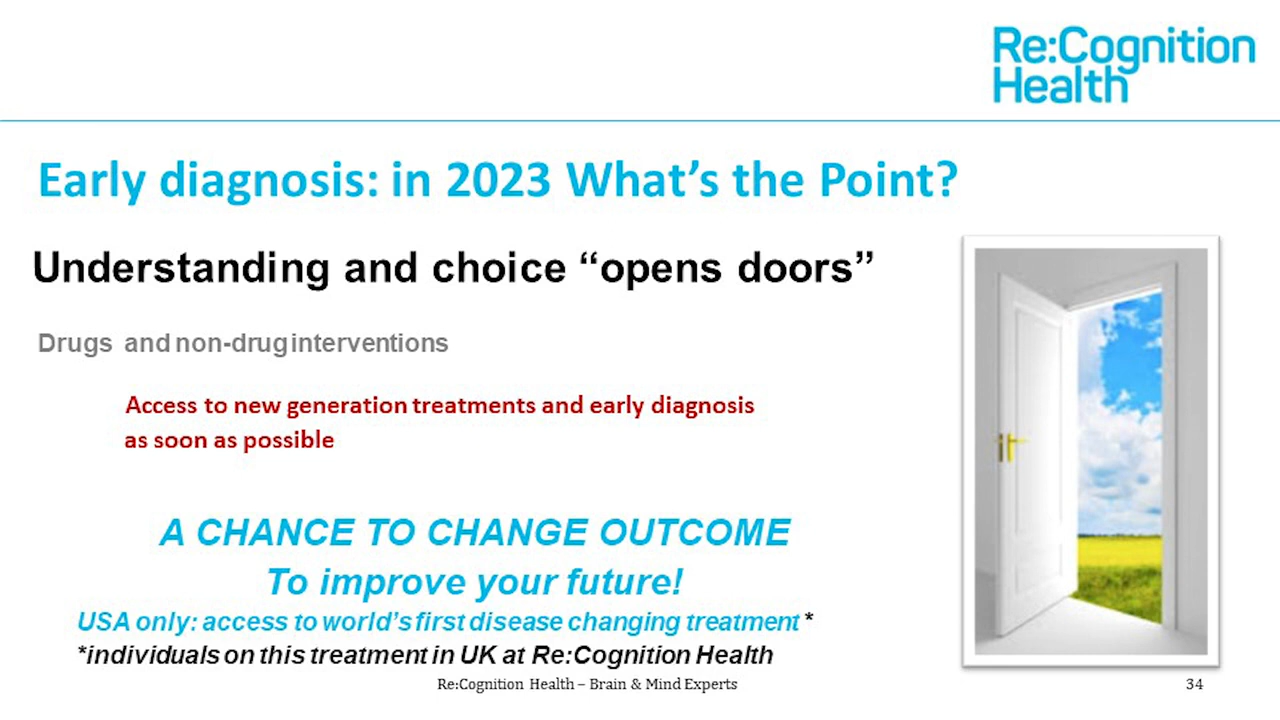 Re:Cognition
Health
Early diagnosis: in 2023 What’s the Point?
Understanding and choice “opens doors”
Drugs and non-drug interventions
Access to new generation treatments and early diagnosis
as soon as possible
A CHANCE TO CHANGE OUTCOME
To improve your future!
USA only: access to world’s first disease changing treatment *
*individuals on this treatment in UK at Re:Cognition Health
Re:Cognition Health – Brain & Mind Experts
34